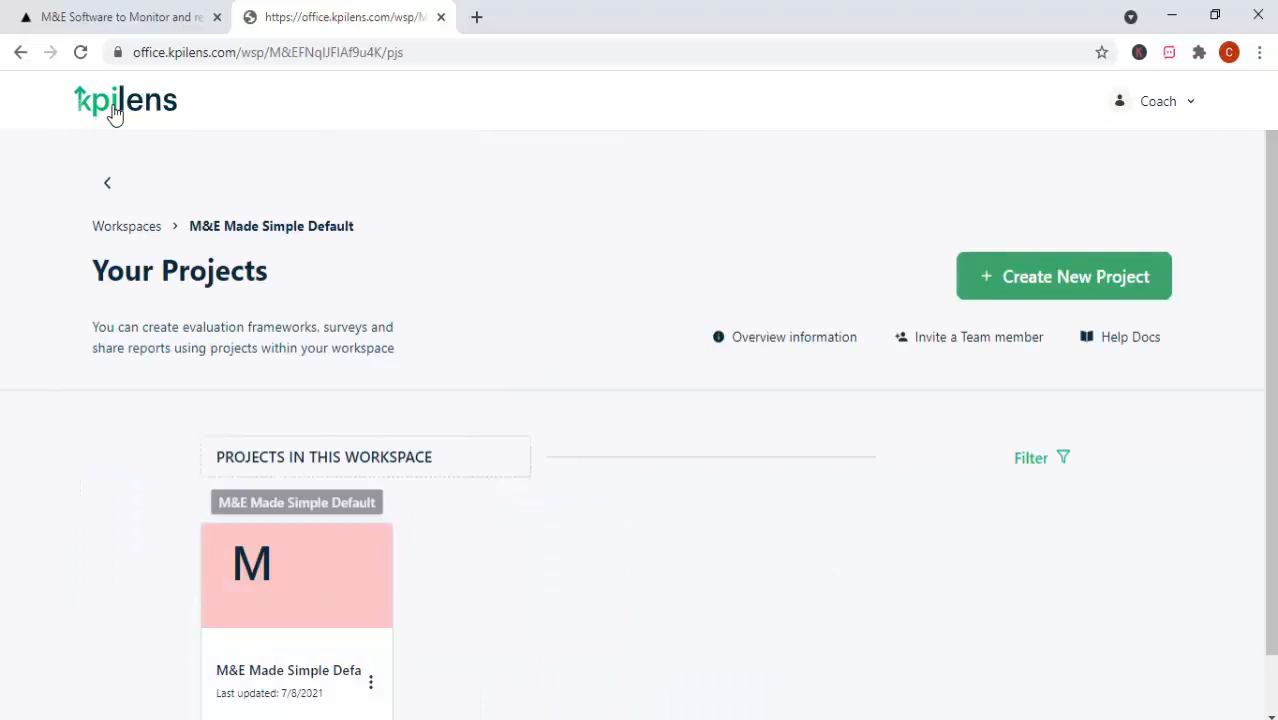 M&E Software to Monitor and re
https://office.kpilens.com/wsp/M
office.kpilens.com/wsp/M&EFNqlJFlAf9u4K/pjs
K
C
kpilens
Coach
Workspaces > M&E Made Simple Default
Your Projects
+ Create New Project
You can create evaluation frameworks, surveys and
share reports using projects within your workspace
Overview information
Invite a Team member
Help Docs
PROJECTS IN THIS WORKSPACE
Filter
M&E Made Simple Default
M
M&E Made Simple Defa
Last updated: 7/8/2021